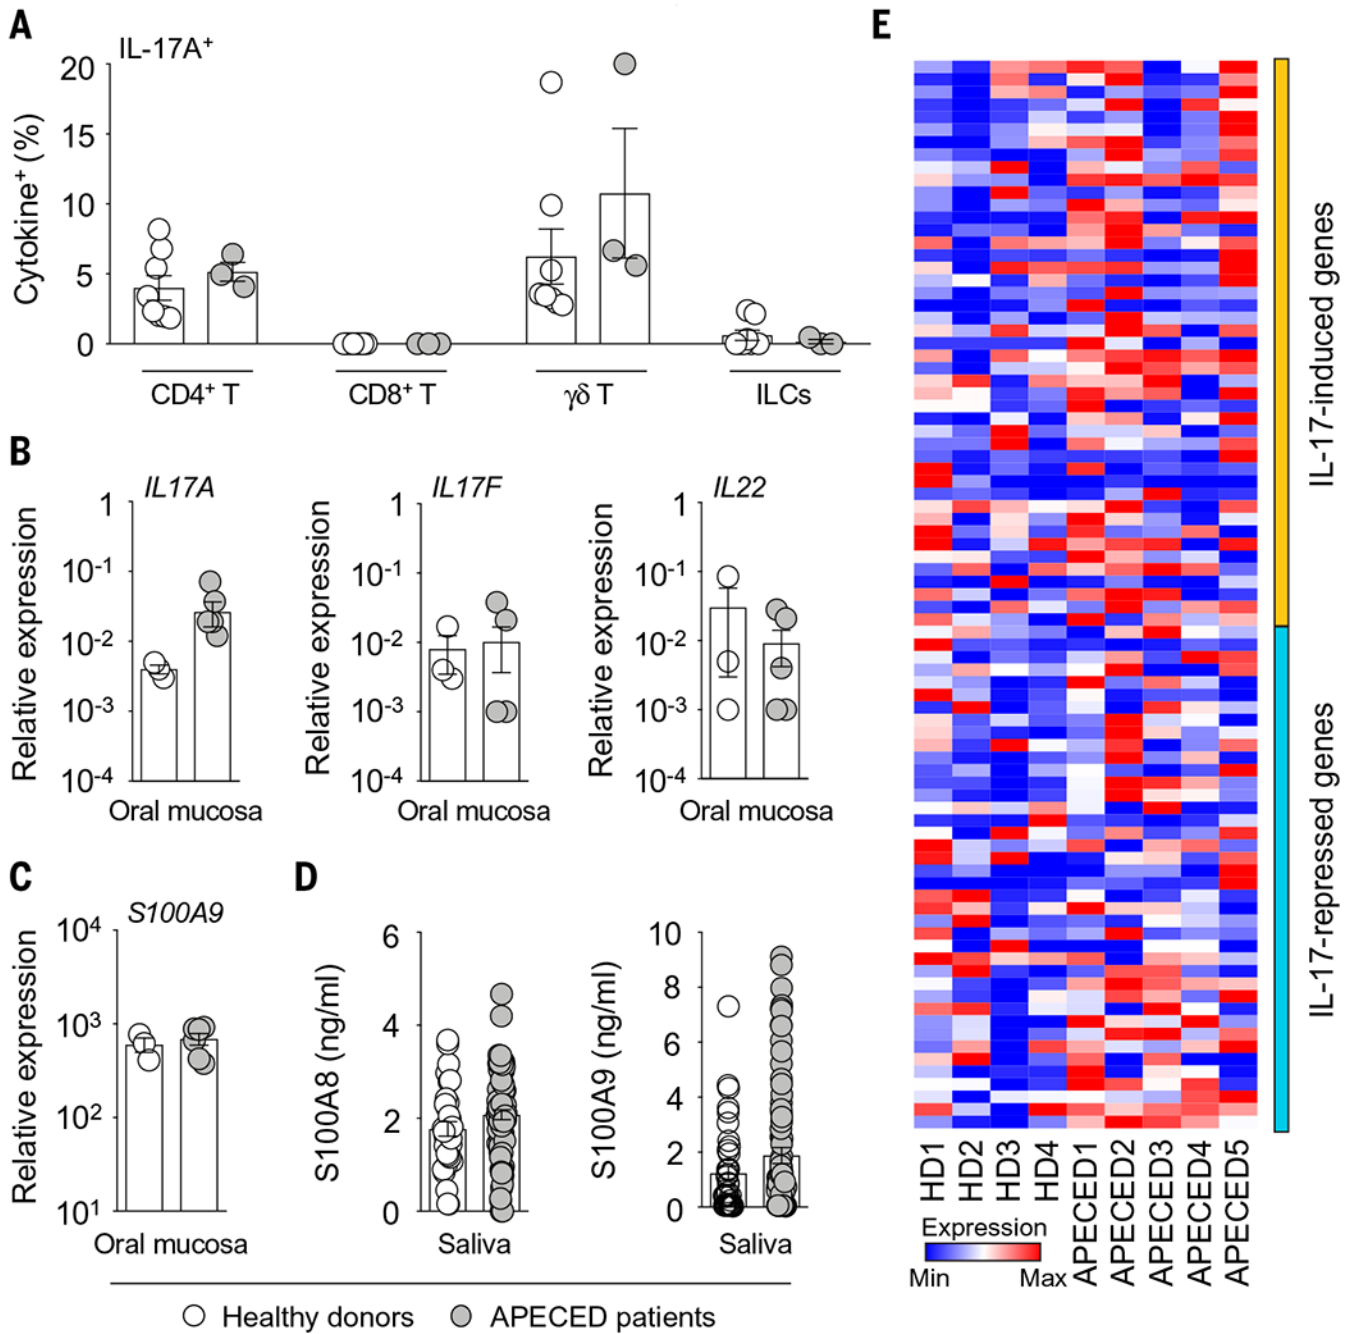 A
IL-17A⁺
Cytokine⁺ (%)
20
15
10
5
0
CD4⁺ T
CD8⁺ T
γδ T
ILCs
B
IL17A
Relative expression
1
10⁻¹
10⁻²
10⁻³
10⁻⁴
Oral mucosa
IL17F
Relative expression
1
10⁻¹
10⁻²
10⁻³
10⁻⁴
Oral mucosa
IL22
Relative expression
1
10⁻¹
10⁻²
10⁻³
10⁻⁴
Oral mucosa
C
S100A9
Relative expression
10⁴
10³
10²
10¹
Oral mucosa
D
S100A8 (ng/ml)
6
4
2
0
Saliva
S100A9 (ng/ml)
10
8
6
4
2
0
Saliva
Healthy donors
APECED patients
E
IL-17-induced genes
IL-17-repressed genes
HD1
HD2
HD3
HD4
APECED1
APECED2
APECED3
APECED4
APECED5
Expression
Min
Max